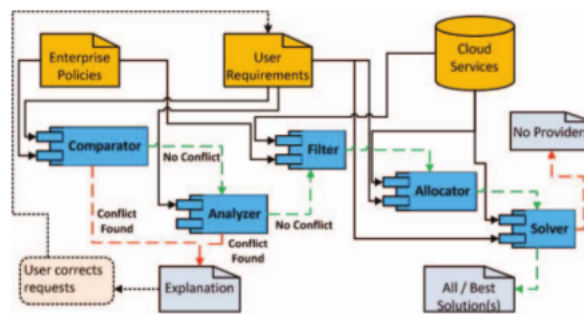 Enterprise
Policies
User
Requirements
Cloud
Services
No Provider
Comparator
No Conflict
Filter
Allocator
Conflict
Found
Analyzer
No Conflict
Conflict
Found
Solver
User corrects
requests
Explanation
All / Best
Solution(s)